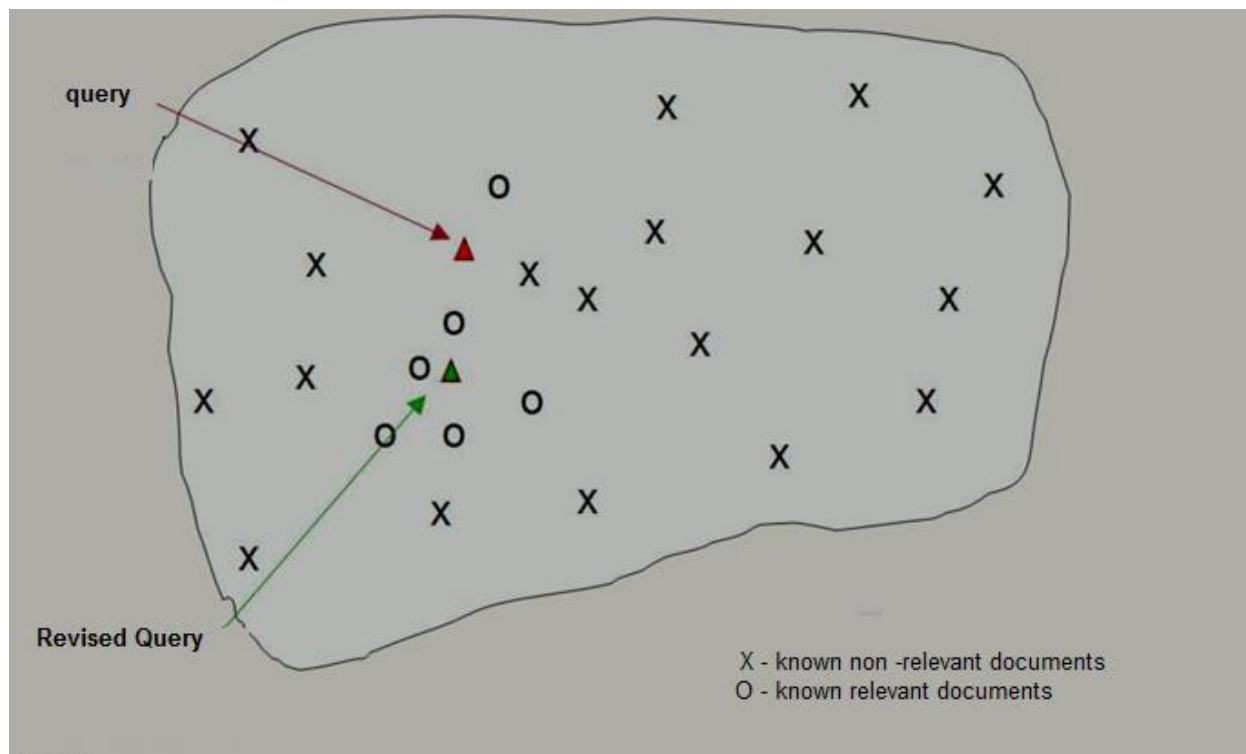 query
X
X
X
O
X
X
X
X
X
X
X
O
X
X
O
X
X
O
X
O
O
X
X
X
X
Revised Query
X - known non -relevant documents
O - known relevant documents